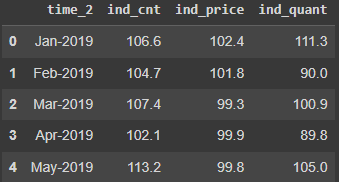 time_2 ind_cnt ind_price ind_quant
0 Jan-2019 106.6 102.4 111.3
1 Feb-2019 104.7 101.8 90.0
2 Mar-2019 107.4 99.3 100.9
3 Apr-2019 102.1 99.9 89.8
4 May-2019 113.2 99.8 105.0